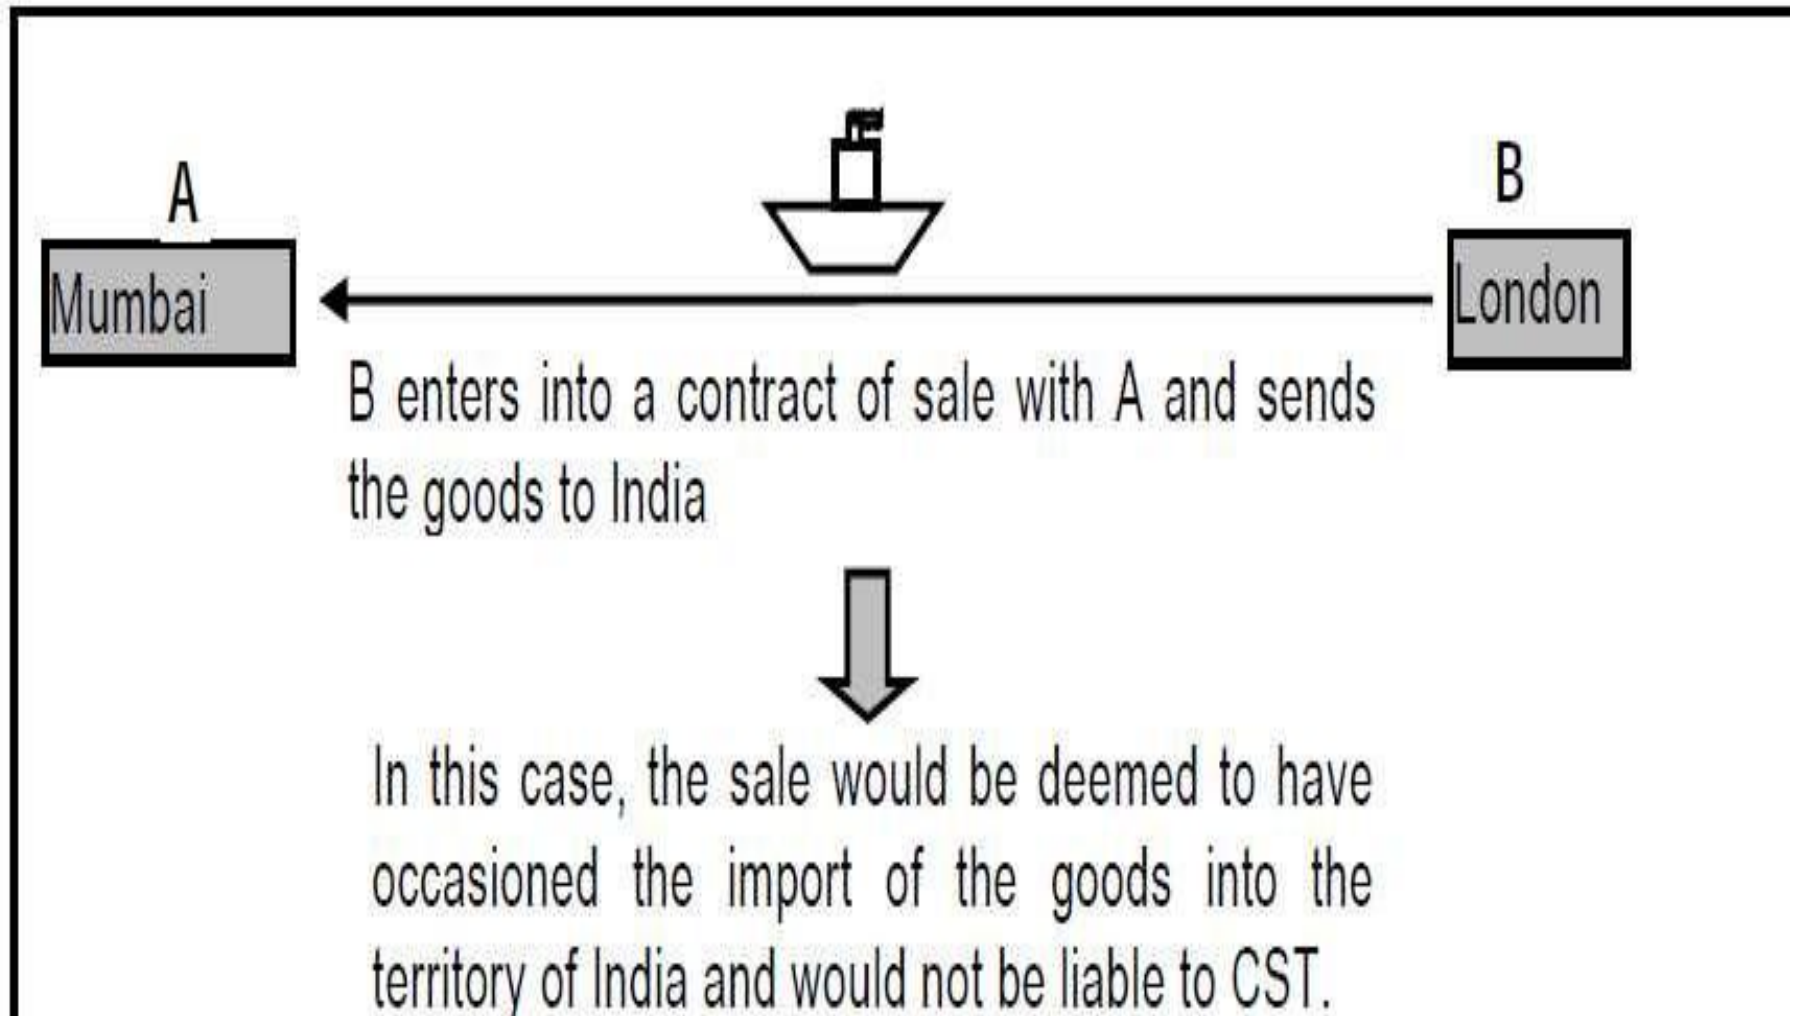 A
B
Mumbai
London
B enters into a contract of sale with A and sends
the goods to India
In this case, the sale would be deemed to have
occasioned the import of the goods into the
territory of India and would not be liable to CST.